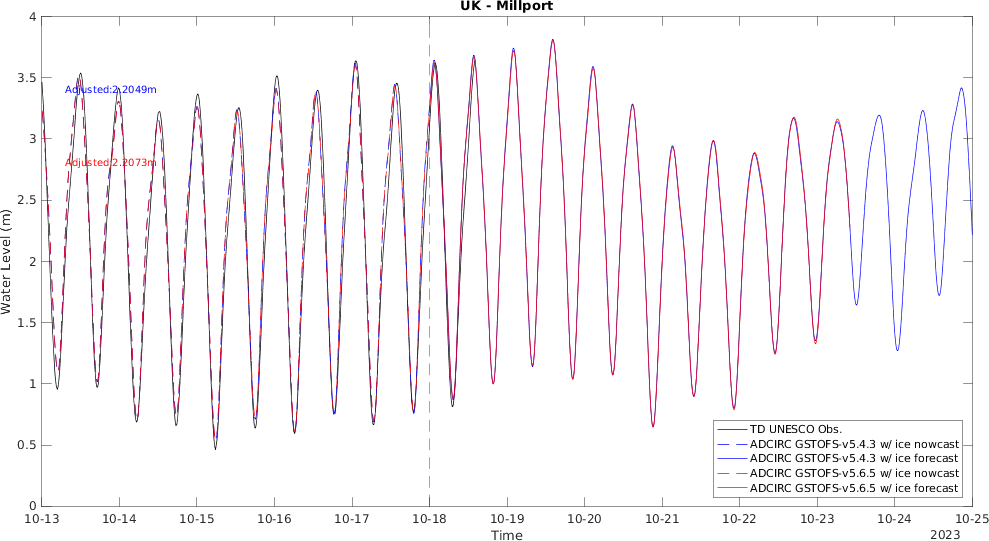 UK - Millport
4
3.5
3
2.5
2
1.5
1
0.5
0
Water Level (m)
Adjusted:2.2049m
Adjusted:2.2073m
TD UNESCO Obs.
ADCIRC GSTOFS-v5.4.3 w/ ice nowcast
ADCIRC GSTOFS-v5.4.3 w/ ice forecast
ADCIRC GSTOFS-v5.6.5 w/ ice nowcast
ADCIRC GSTOFS-v5.6.5 w/ ice forecast
10-13 10-14 10-15 10-16 10-17 10-18 10-19 10-20 10-21 10-22 10-23 10-24 10-25
Time
2023